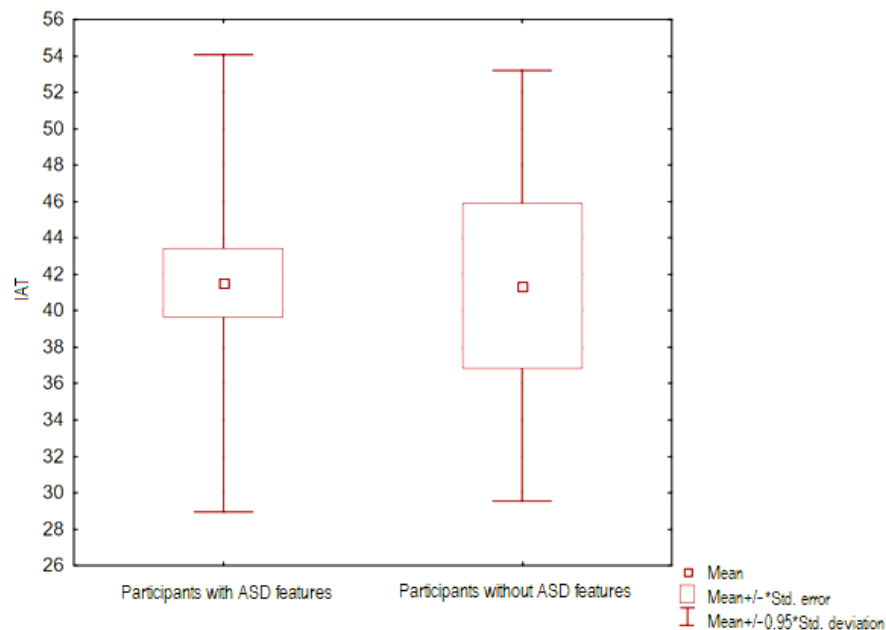 56
54
52
50
48
46
44
42
40
38
36
34
32
30
28
26
IAT
Participants with ASD features
Participants without ASD features
Mean
Mean+/-*Std. error
Mean+/-0.95*Std. deviation